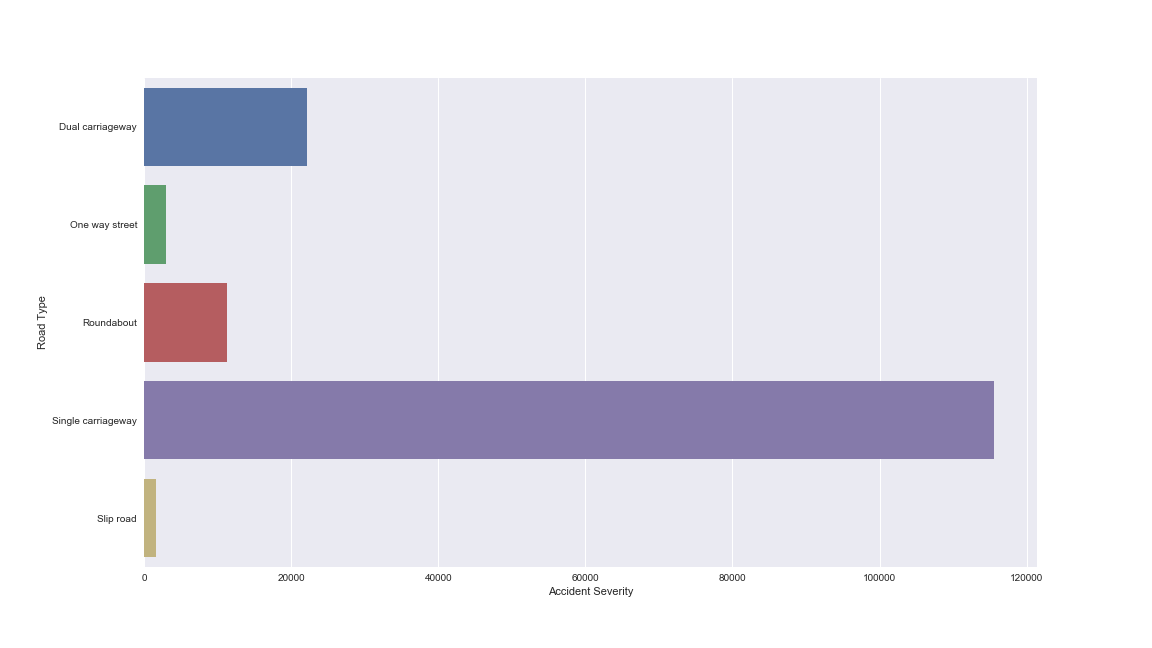 Dual carriageway
One way street
Roundabout
Single carriageway
Slip road
Road Type
0 20000 40000 60000 80000 100000 120000
Accident Severity